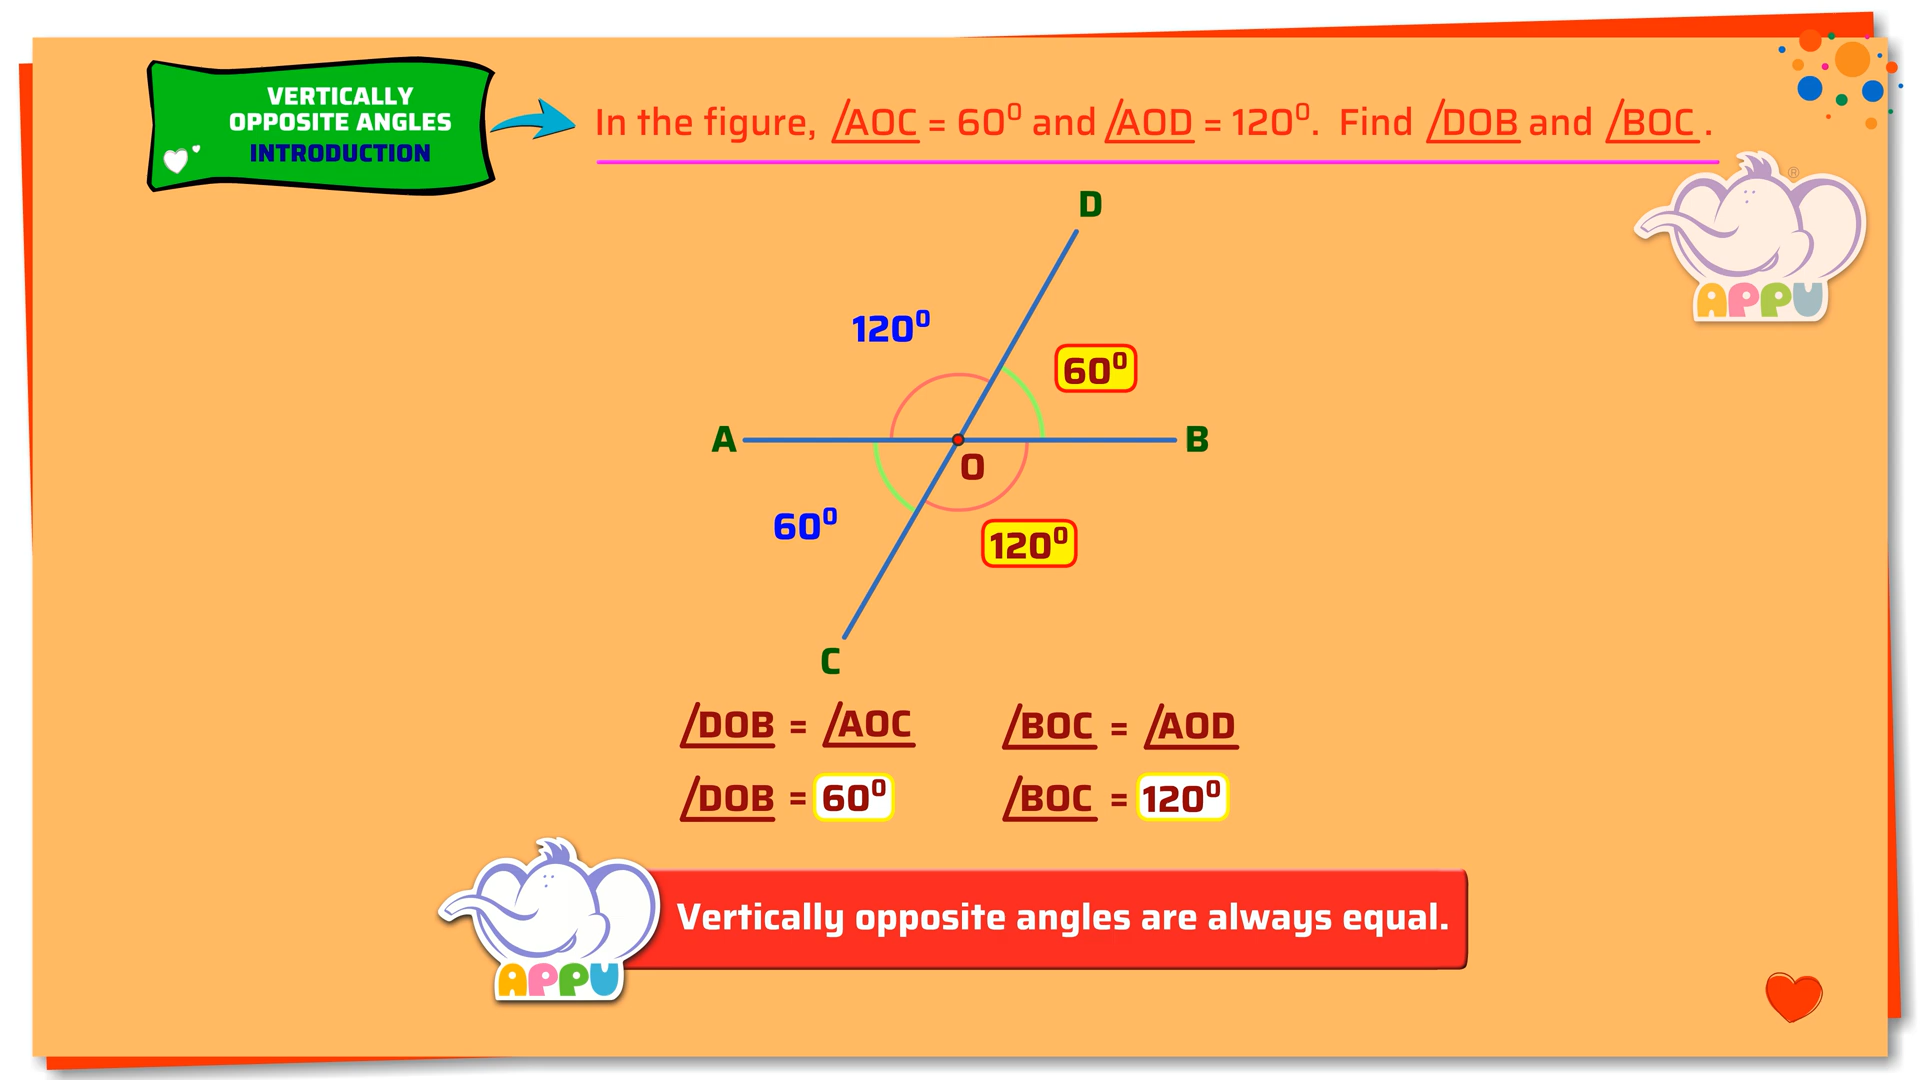 VERTICALLY
OPPOSITE ANGLES
INTRODUCTION
In the figure, ∠AOC = 60⁰ and ∠AOD = 120⁰. Find ∠DOB and ∠BOC.
®
APPU
D
120⁰
60⁰
A
B
O
60⁰
120⁰
C
∠DOB = ∠AOC
∠BOC = ∠AOD
∠DOB = 60⁰
∠BOC = 120⁰
Vertically opposite angles are always equal.
APPU